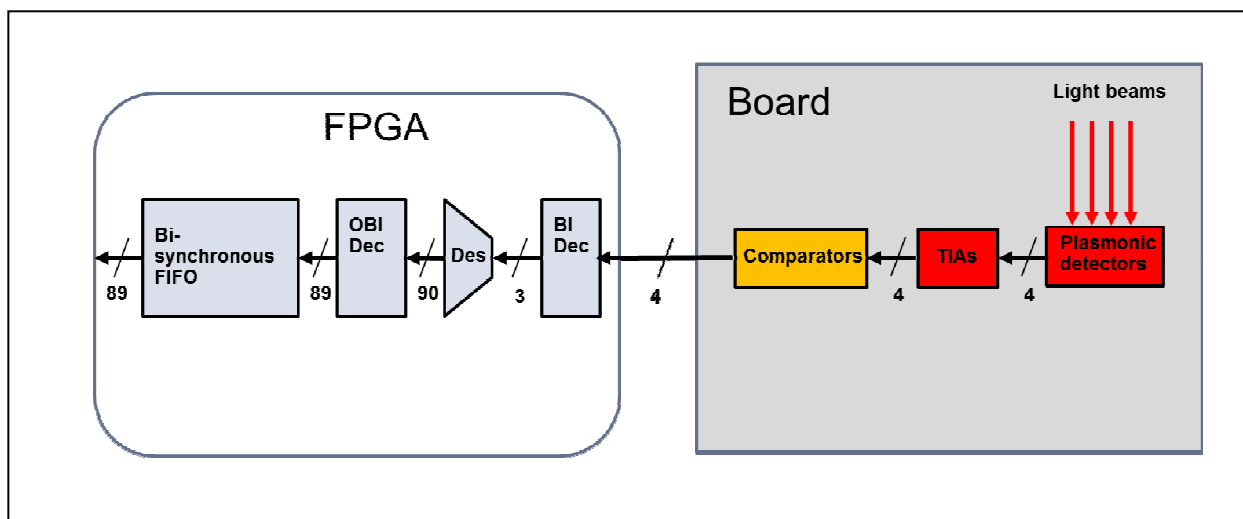 FPGA
Board
Light beams
Bi-
synchronous
FIFO
OBI
Dec
Des
BI
Dec
Comparators
TIAs
Plasmonic
detectors
89
89
90
3
4
4
4